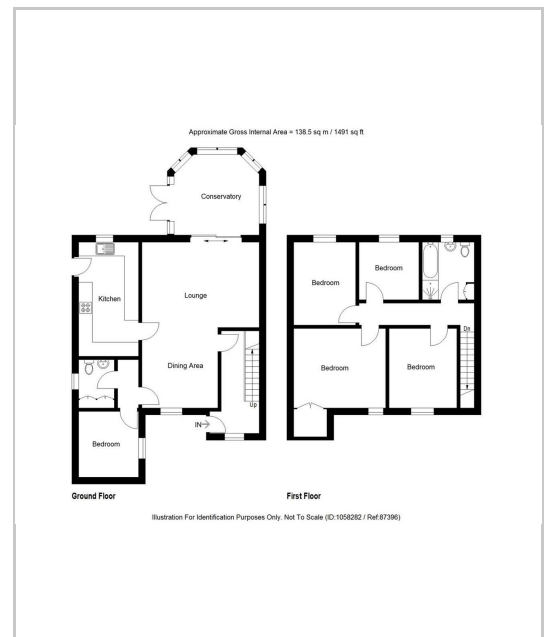 Approximate Gross Internal Area = 138.5 sq m / 1491 sq ft
Conservatory
Kitchen
Lounge
Dining Area
Up
IN
Bedroom
Ground Floor
Bedroom
Bedroom
Dn
Bedroom
Bedroom
First Floor
Illustration For Identification Purposes Only. Not To Scale (ID:1058282 / Ref:87396)